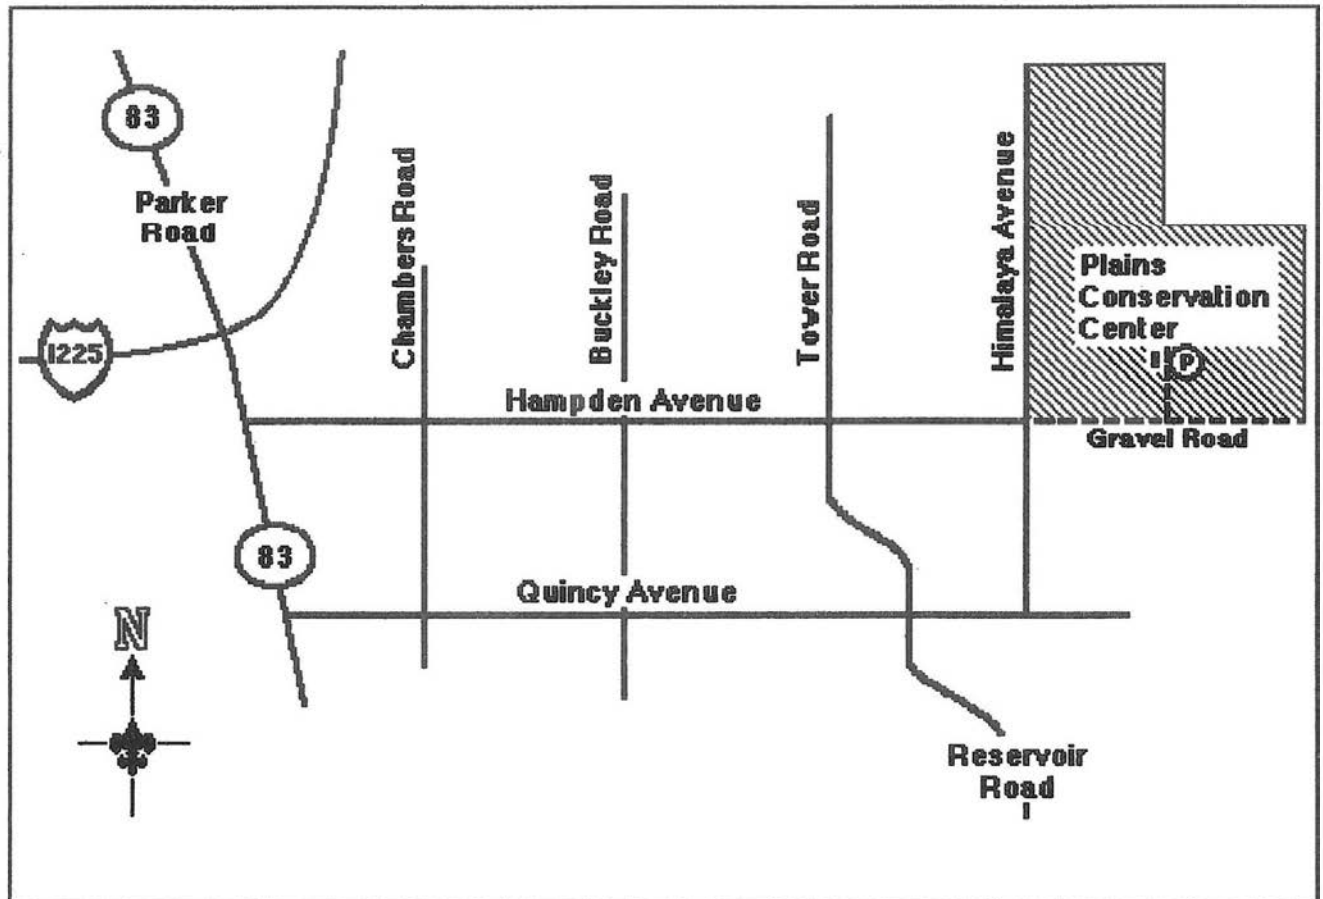 83
Parker
Road
I225
Chambers Road
Buckley Road
Tower Road
Himalaya Avenue
Plains
Conservation
Center
P
Hampden Avenue
Gravel Road
83
Quincy Avenue
N
Reservoir
Road